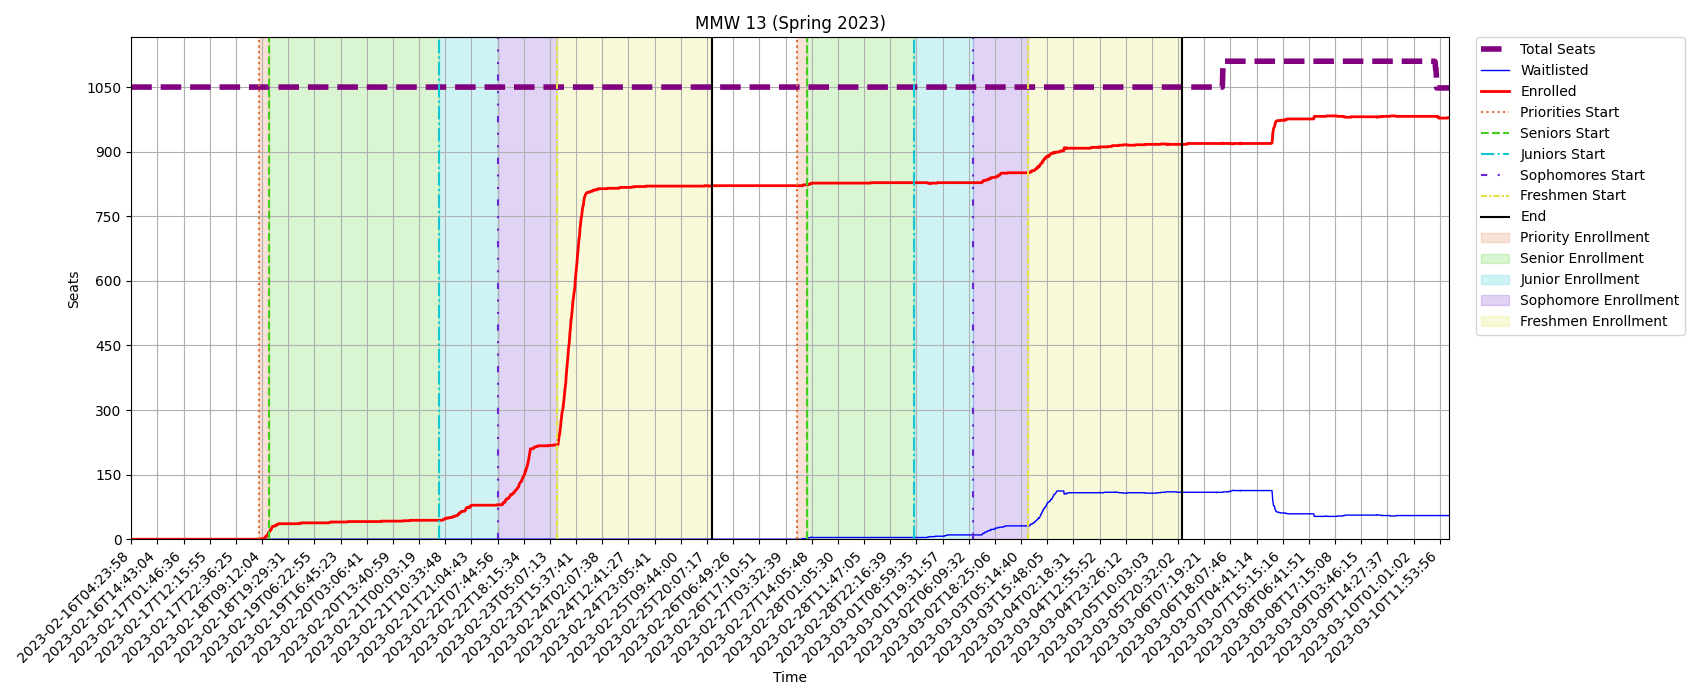 MMW 13 (Spring 2023)
Total Seats
Waitlisted
Enrolled
Priorities Start
Seniors Start
Juniors Start
Sophomores Start
Freshmen Start
End
Priority Enrollment
Senior Enrollment
Junior Enrollment
Sophomore Enrollment
Freshmen Enrollment
Seats
1050
900
750
600
450
300
150
0
2023-02-16T04:23:58
2023-02-16T14:43:04
2023-02-17T01:46:36
2023-02-17T12:15:55
2023-02-17T22:36:25
2023-02-18T09:12:04
2023-02-18T19:29:31
2023-02-19T06:22:55
2023-02-19T16:45:23
2023-02-20T03:06:41
2023-02-20T13:40:59
2023-02-21T00:03:19
2023-02-21T10:33:48
2023-02-21T21:04:43
2023-02-22T07:44:56
2023-02-22T18:15:34
2023-02-23T05:07:13
2023-02-23T15:37:41
2023-02-24T02:07:38
2023-02-24T12:41:27
2023-02-24T23:05:41
2023-02-25T09:44:00
2023-02-25T20:07:17
2023-02-26T06:49:26
2023-02-26T17:10:51
2023-02-27T03:32:39
2023-02-27T14:05:48
2023-02-28T01:05:30
2023-02-28T11:47:05
2023-02-28T22:16:39
2023-03-01T08:59:35
2023-03-01T19:31:57
2023-03-02T06:09:32
2023-03-02T18:25:06
2023-03-03T05:14:40
2023-03-03T15:48:05
2023-03-04T02:18:31
2023-03-04T12:55:52
2023-03-04T23:26:12
2023-03-05T10:03:03
2023-03-05T20:32:02
2023-03-06T07:19:21
2023-03-06T18:07:46
2023-03-07T04:41:14
2023-03-07T15:15:16
2023-03-08T06:41:51
2023-03-08T17:15:08
2023-03-09T03:46:15
2023-03-09T14:27:37
2023-03-10T01:01:02
2023-03-10T11:53:56
Time